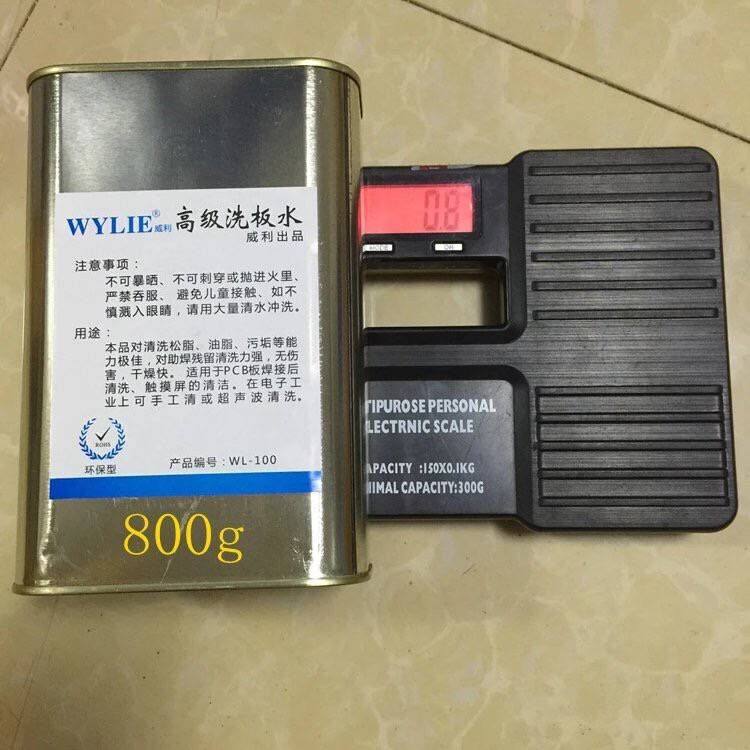 WYLIE® 威利 高级洗板水
威利出品
注意事项：
不可暴晒、不可刺穿或抛进火里、
严禁吞服、避免儿童接触、如不
慎溅入眼睛，请用大量清水冲洗。
用途：
本品对清洗松脂、油脂、污垢等能
力极佳，对助焊残留清洗力强，无伤
害，干燥快。适用于PCB板焊接后
清洗、触摸屏的清洁。在电子工
业上可手工清或超声波清洗。
ROHS
环保型
产品编号：WL-100
800g
08
MODE
ON
TIPUROSE PERSONAL
LECTRNIC SCALE
APACITY :150X0.1KG
IMAL CAPACITY:300G